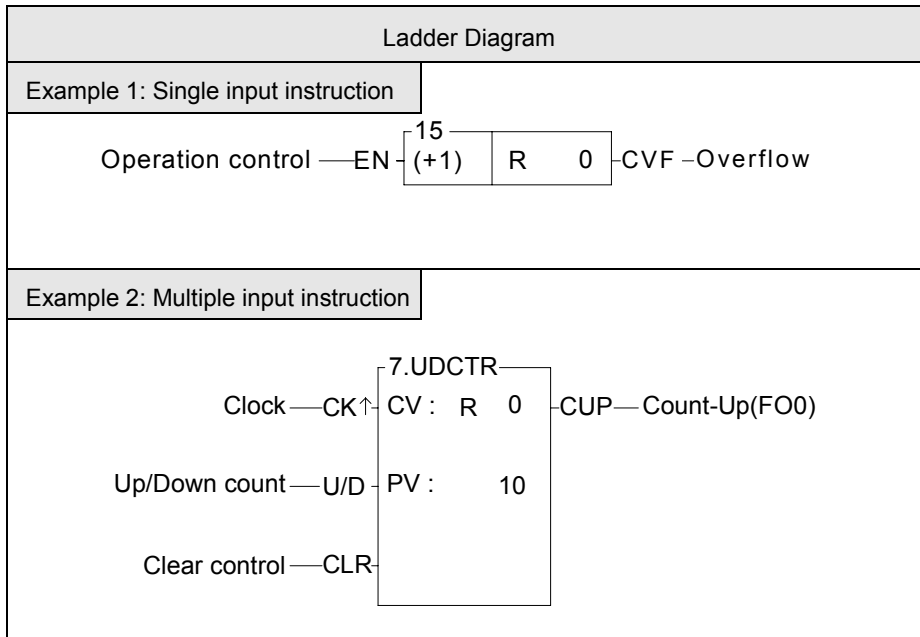 Ladder Diagram
Example 1: Single input instruction
15
Operation control EN (+1) R 0 CVF Overflow
Example 2: Multiple input instruction
7.UDCTR
Clock CK↑ CV : R 0 CUP Count-Up(FO0)
Up/Down count U/D PV : 10
Clear control CLR